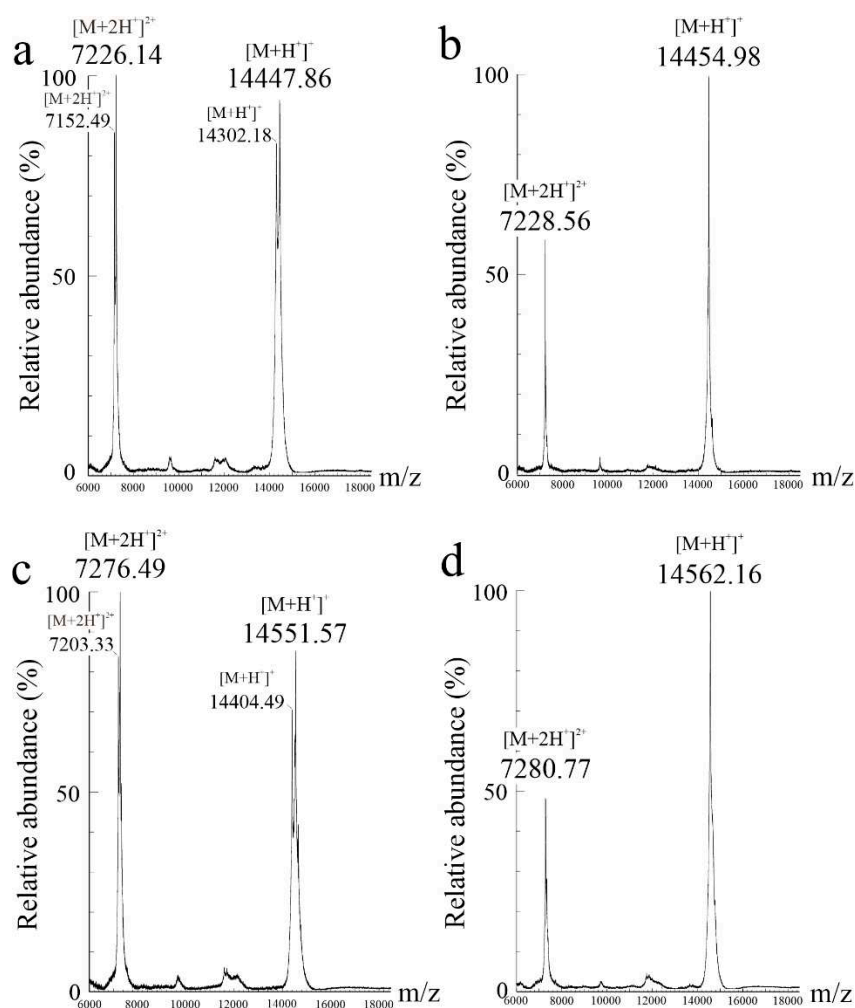 a
[M+2H⁺]²⁺
7226.14
[M+H⁺]⁺
14447.86
100
[M+2H⁺]²⁺
7152.49
[M+H⁺]⁺
14302.18
Relative abundance (%)
50
0
6000 8000 10000 12000 14000 16000 18000 m/z
b
[M+H⁺]⁺
14454.98
100
[M+2H⁺]²⁺
7228.56
Relative abundance (%)
50
0
6000 8000 10000 12000 14000 16000 18000 m/z
c
[M+2H⁺]²⁺
7276.49
100
[M+H⁺]⁺
14551.57
[M+2H⁺]²⁺
7203.33
[M+H⁺]⁺
14404.49
Relative abundance (%)
50
0
6000 8000 10000 12000 14000 16000 18000 m/z
d
[M+H⁺]⁺
14562.16
100
[M+2H⁺]²⁺
7280.77
Relative abundance (%)
50
0
6000 8000 10000 12000 14000 16000 18000 m/z